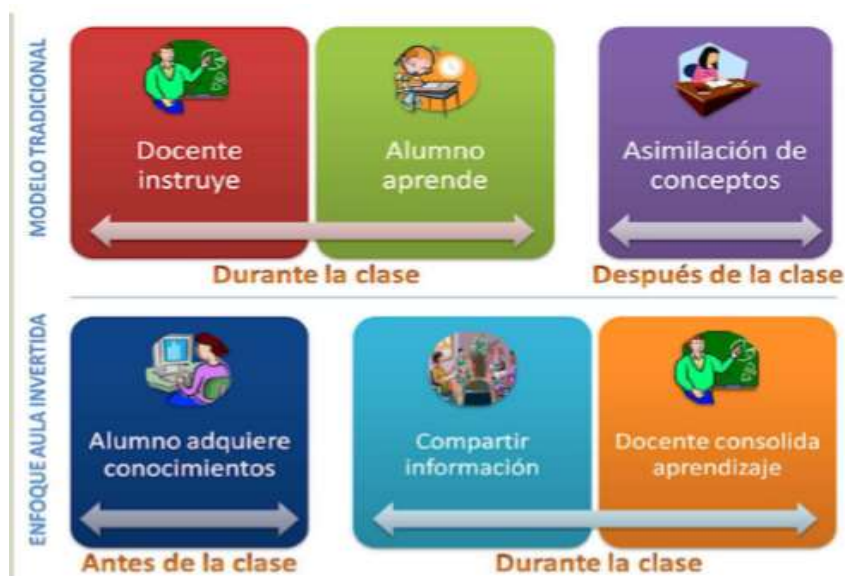 MODELO TRADICIONAL
Docente
instruye
Alumno
aprende
Durante la clase
Asimilación de
conceptos
Después de la clase
ENFOQUE AULA INVERTIDA
Alumno adquiere
conocimientos
Antes de la clase
Compartir
información
Docente consolida
aprendizaje
Durante la clase